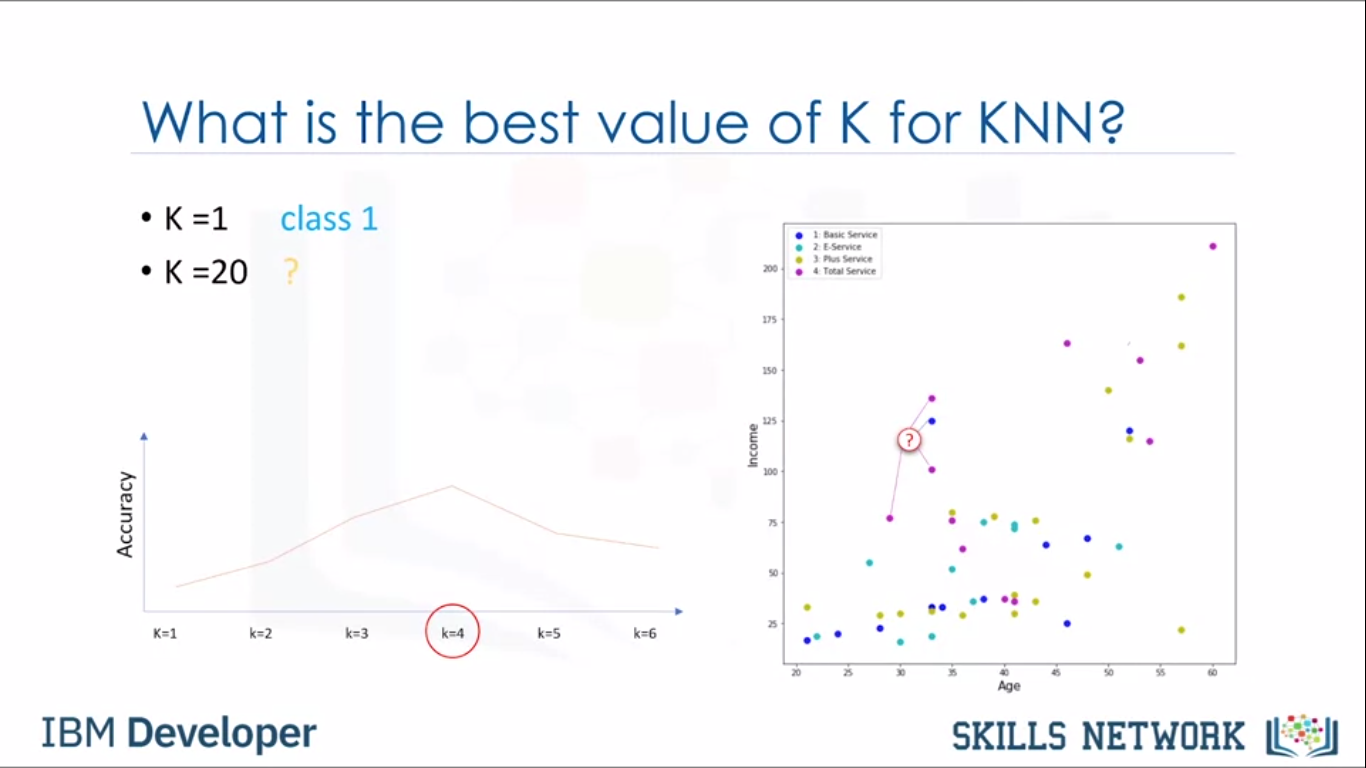 What is the best value of K for KNN?
• K =1 class 1
• K =20 ?
Accuracy
K=1 k=2 k=3 k=4 k=5 k=6
1: Basic Service
2: E-Service
3: Plus Service
4: Total Service
?
Income
200
175
150
125
100
75
50
25
20 25 30 35 40 45 50 55 60
Age
IBM Developer
SKILLS NETWORK